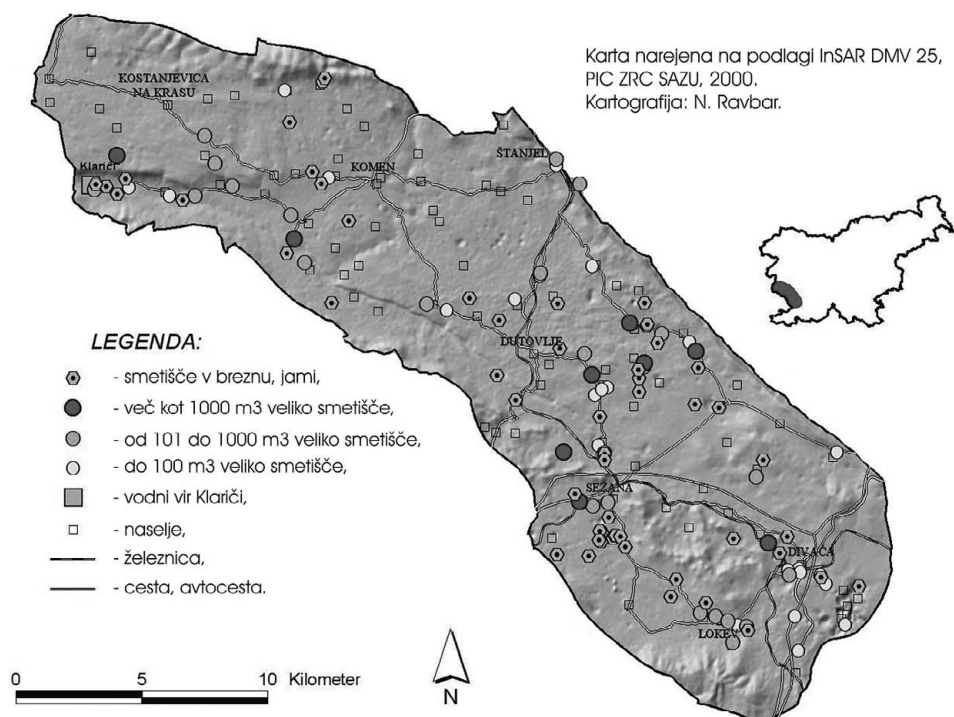 Karta narejena na podlagi InSAR DMV 25,
PIC ZRC SAZU, 2000.
Kartografija: N. Ravbar.
KOSTANJEVICA
NA KRASU
Klariči
KOMEN
ŠTANJEL
DUTOVLJE
SEŽANA
DIVAČA
LOKEV
LEGENDA:
- smetišče v breznu, jami,
- več kot 1000 m3 veliko smetišče,
- od 101 do 1000 m3 veliko smetišče,
- do 100 m3 veliko smetišče,
- vodni vir Klariči,
- naselje,
- železnica,
- cesta, avtocesta.
0 5 10 Kilometer
N